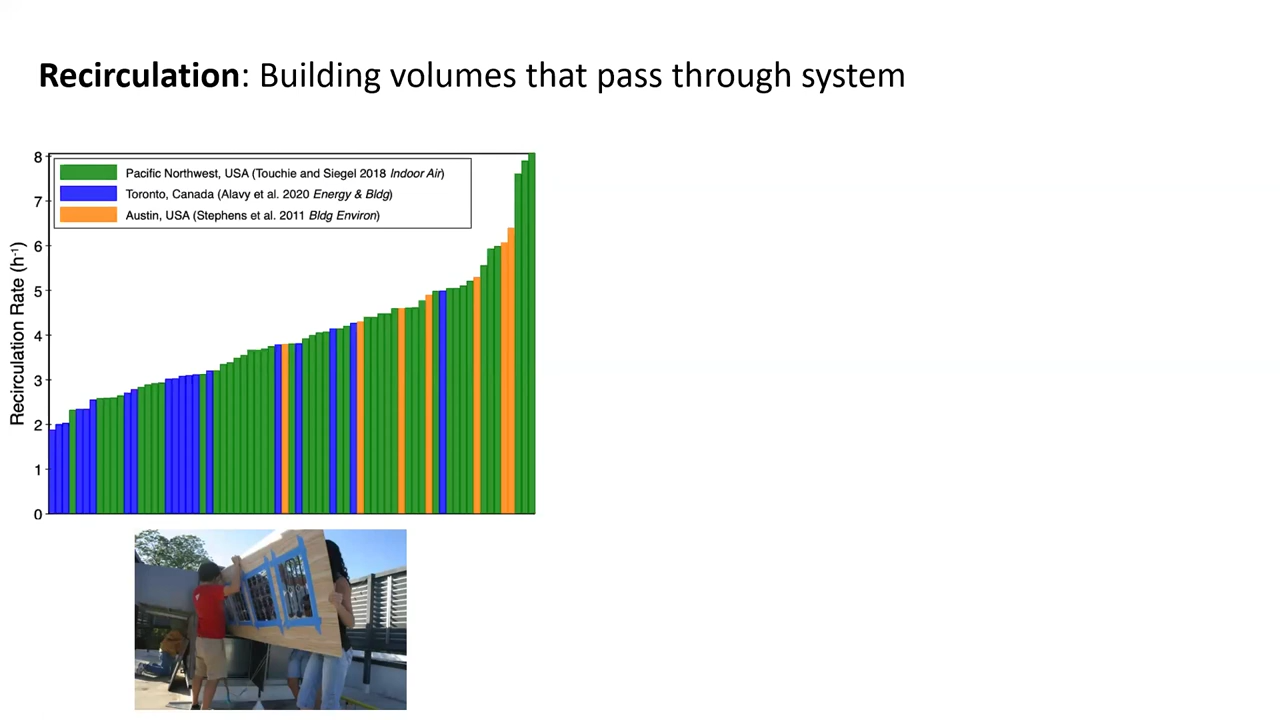 Recirculation: Building volumes that pass through system
Pacific Northwest, USA (Touchie and Siegel 2018 Indoor Air)
Toronto, Canada (Alavy et al. 2020 Energy & Bldg)
Austin, USA (Stephens et al. 2011 Bldg Environ)
Recirculation Rate (h⁻¹)
8
7
6
5
4
3
2
1
0